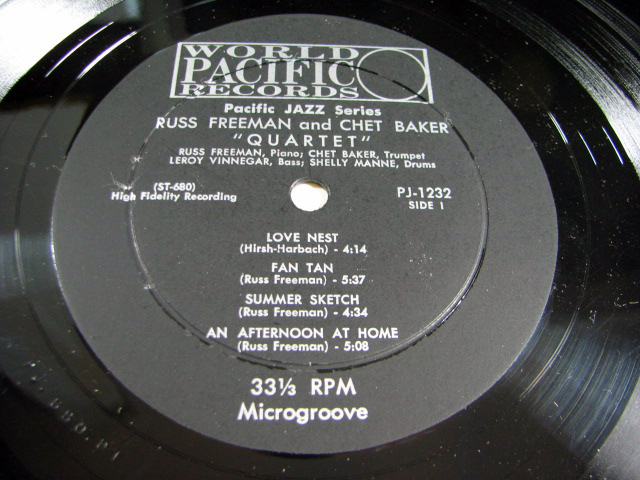 WORLD
PACIFIC
RECORDS
Pacific JAZZ Series
RUSS FREEMAN and CHET BAKER
"QUARTET"
RUSS FREEMAN, Piano; CHET BAKER, Trumpet
LEROY VINNEGAR, Bass; SHELLY MANNE, Drums
(ST-680)
High Fidelity Recording
PJ-1232
SIDE 1
LOVE NEST
(Hirsh-Harbach) - 4:14
FAN TAN
(Russ Freeman) - 5:37
SUMMER SKETCH
(Russ Freeman) - 4:34
AN AFTERNOON AT HOME
(Russ Freeman) - 5:08
33⅓ RPM
Microgroove